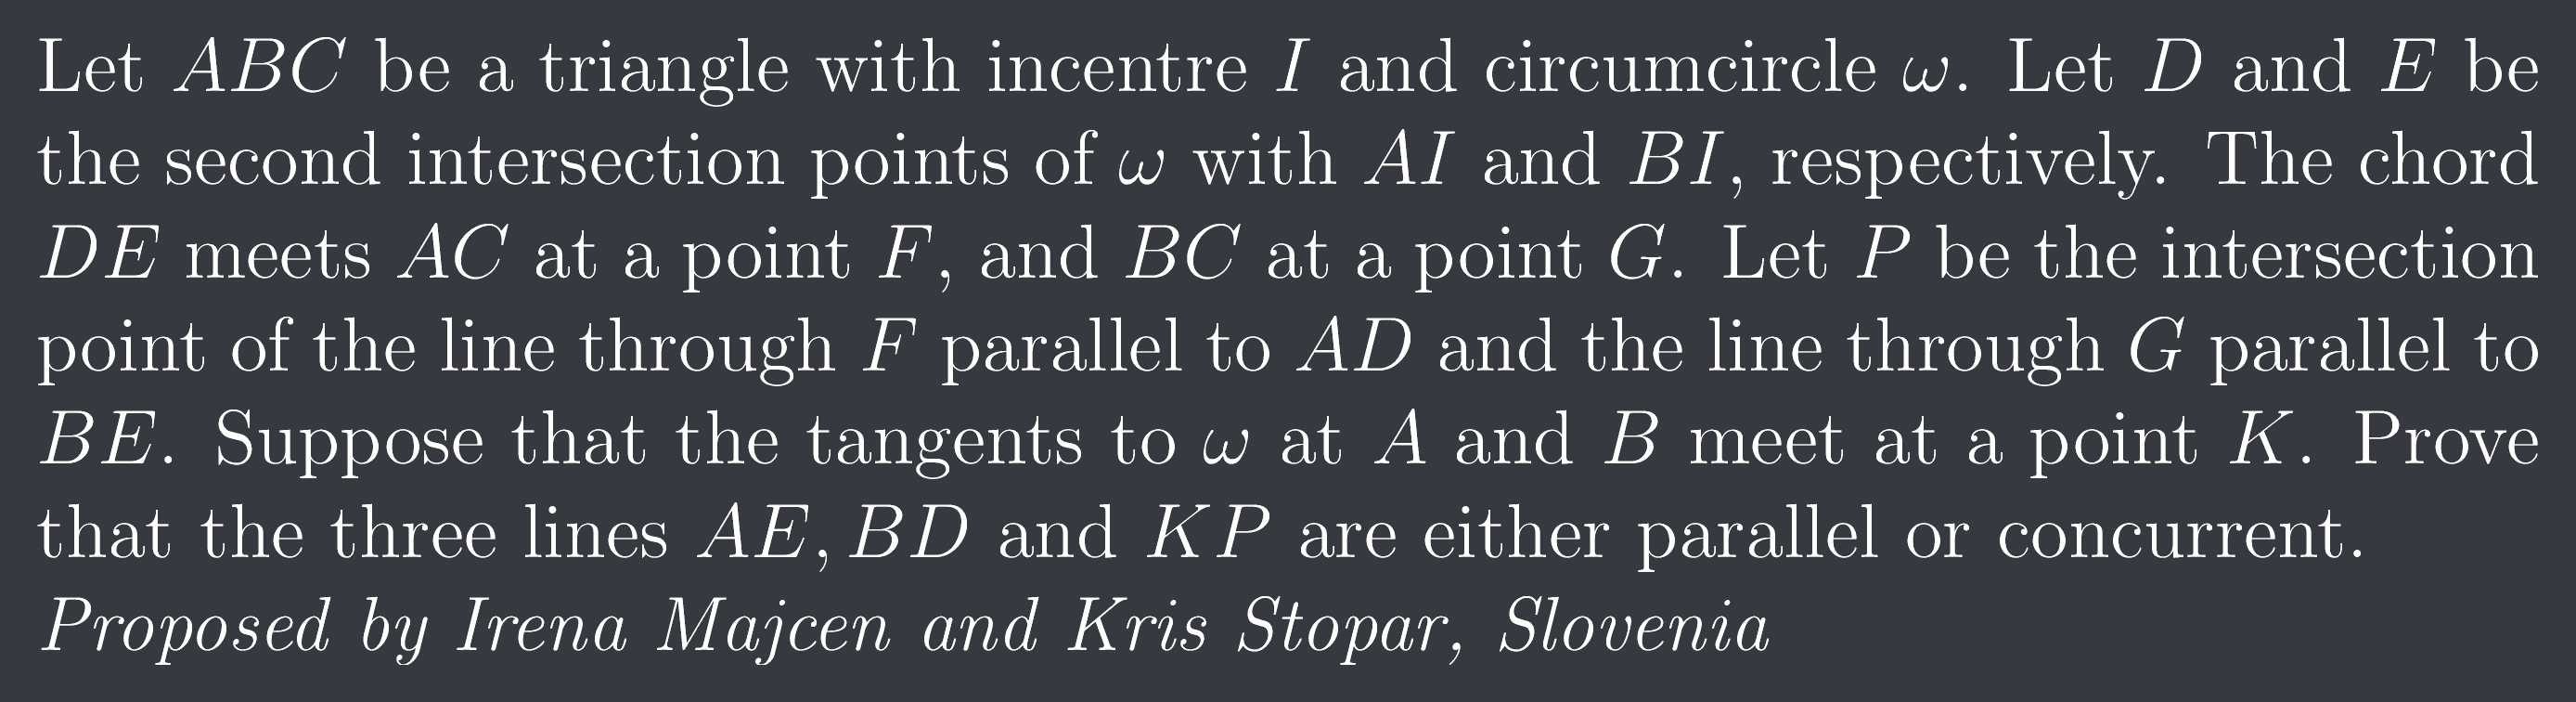 Let ABC be a triangle with incentre I and circumcircle ω. Let D and E be
the second intersection points of ω with AI and BI, respectively. The chord
DE meets AC at a point F, and BC at a point G. Let P be the intersection
point of the line through F parallel to AD and the line through G parallel to
BE. Suppose that the tangents to ω at A and B meet at a point K. Prove
that the three lines AE, BD and KP are either parallel or concurrent.
Proposed by Irena Majcen and Kris Stopar, Slovenia